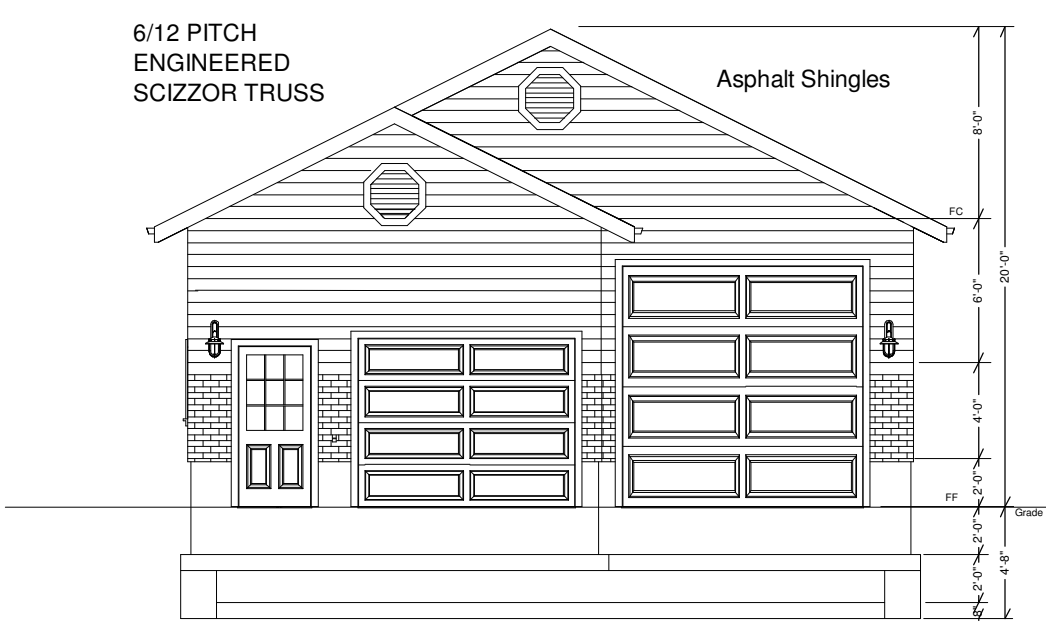 6/12 PITCH
ENGINEERED
SCIZZOR TRUSS
Asphalt Shingles
8'-0"
FC
6'-0"
20'-0"
4'-0"
2'-0"
FF
Grade
2'-0"
4'-8"
2'-0"
8"